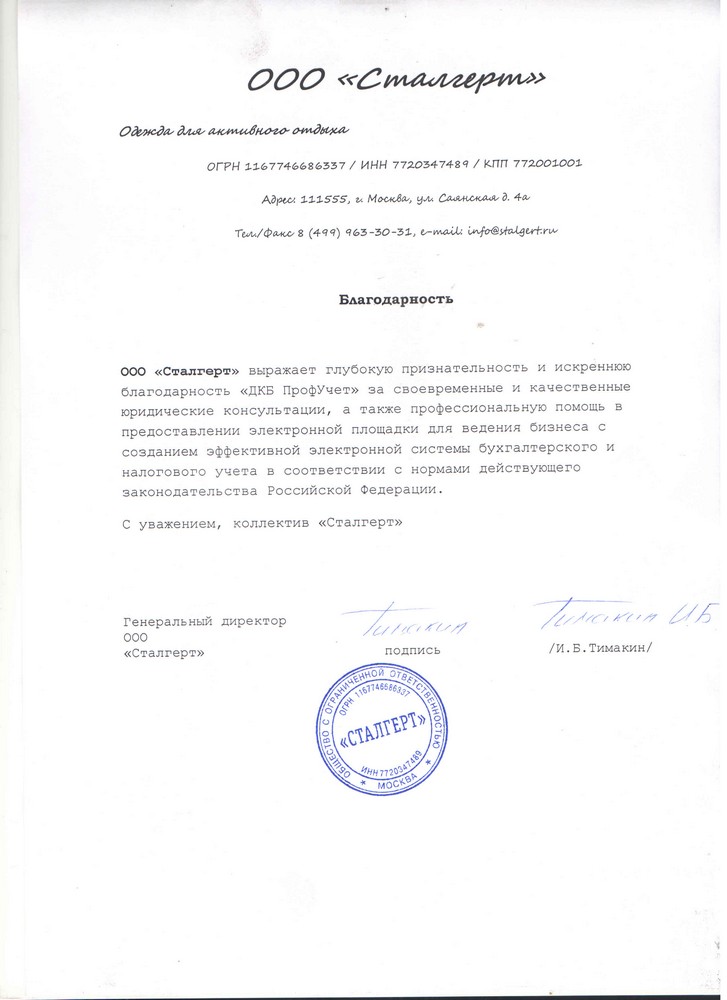 ООО «Сталгерт»
Одежда для активного отдыха
ОГРН 1167746686337 / ИНН 7720347489 / КПП 772001001
Адрес: 111555, г. Москва, ул. Саянская д. 4а
Тел/Факс 8 (499) 963-30-31, e-mail: info@stalgert.ru
Благодарность
ООО «Сталгерт» выражает глубокую признательность и искреннюю
благодарность «ДКБ ПрофУчет» за своевременные и качественные
юридические консультации, а также профессиональную помощь в
предоставлении электронной площадки для ведения бизнеса с
созданием эффективной электронной системы бухгалтерского и
налогового учета в соответствии с нормами действующего
законодательства Российской Федерации.
С уважением, коллектив «Сталгерт»
Генеральный директор
ООО
«Сталгерт»
Тимакин
подпись
Тимакин И.Б
/И.Б.Тимакин/
ОБЩЕСТВО С ОГРАНИЧЕННОЙ ОТВЕТСТВЕННОСТЬЮ
ОГРН 1167746686337
«СТАЛГЕРТ»
ИНН 7720347489
* МОСКВА *